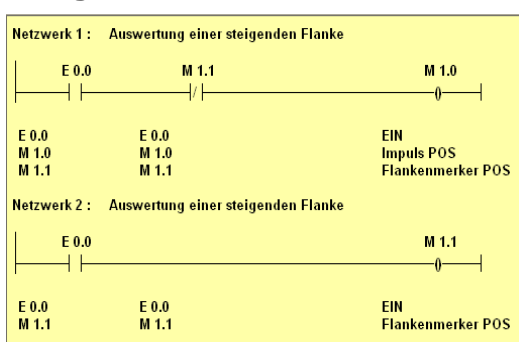 Netzwerk 1 : Auswertung einer steigenden Flanke
E 0.0 M 1.1 M 1.0
E 0.0 E 0.0 EIN
M 1.0 M 1.0 Impuls POS
M 1.1 M 1.1 Flankenmerker POS
Netzwerk 2 : Auswertung einer steigenden Flanke
E 0.0 M 1.1
E 0.0 E 0.0 EIN
M 1.1 M 1.1 Flankenmerker POS